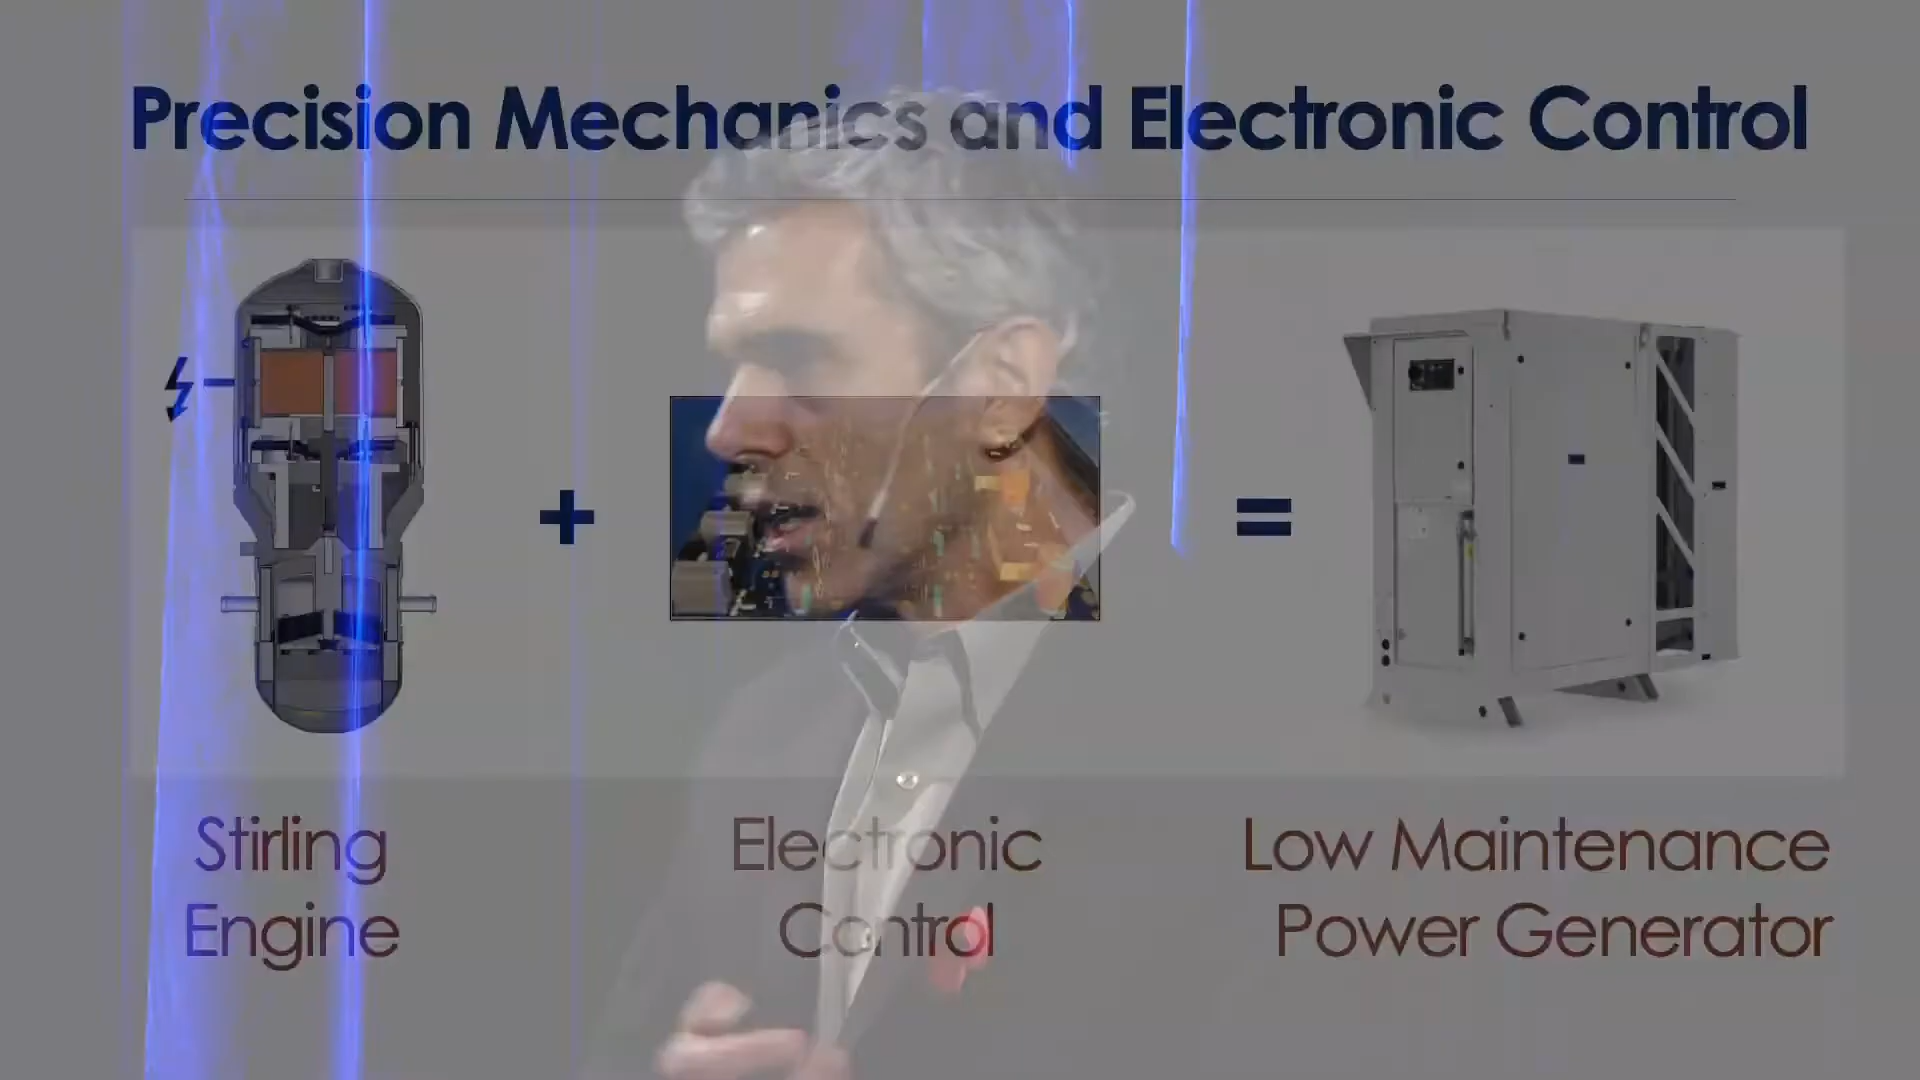 Precision Mechanics and Electronic Control
+
=
Stirling
Engine
Electronic
Control
Low Maintenance
Power Generator